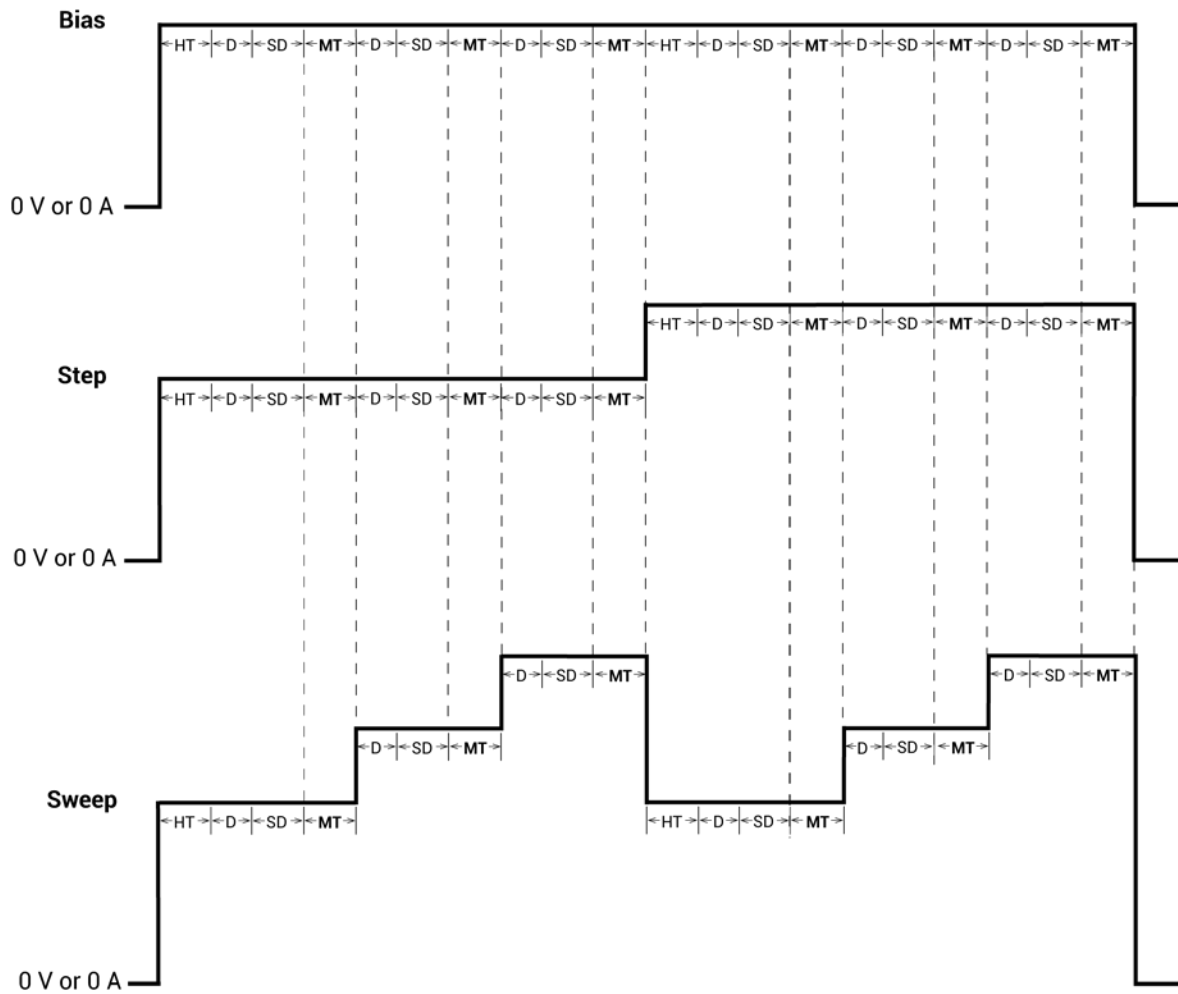 Bias
HT D SD MT D SD MT D SD MT HT D SD MT D SD MT D SD MT
0 V or 0 A
HT D SD MT D SD MT D SD MT
Step
HT D SD MT D SD MT D SD MT
0 V or 0 A
D SD MT D SD MT
D SD MT D SD MT
Sweep
HT D SD MT HT D SD MT
0 V or 0 A